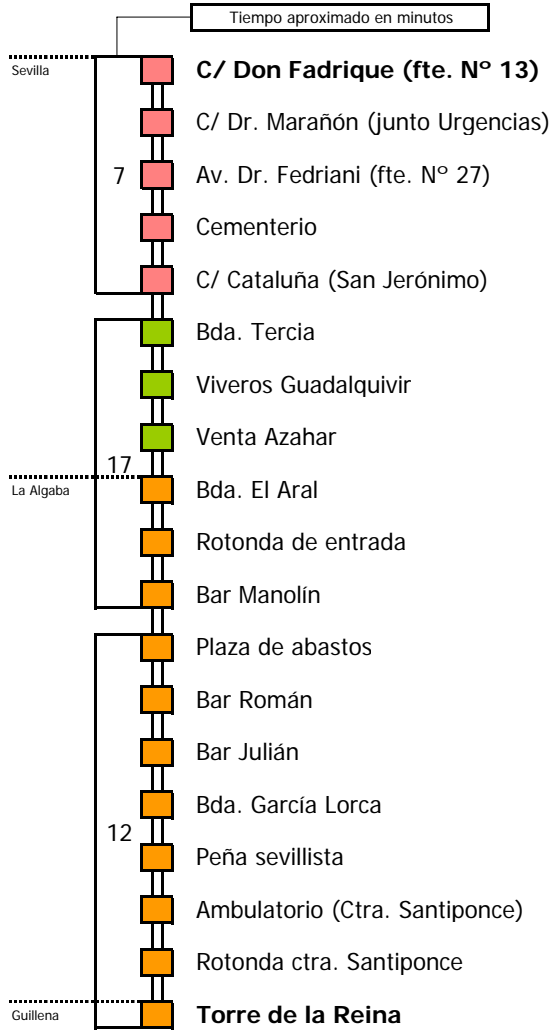 Tiempo aproximado en minutos
Sevilla
C/ Don Fadrique (fte. Nº 13)
C/ Dr. Marañón (junto Urgencias)
7
Av. Dr. Fedriani (fte. Nº 27)
Cementerio
C/ Cataluña (San Jerónimo)
Bda. Tercia
Viveros Guadalquivir
Venta Azahar
17
La Algaba
Bda. El Aral
Rotonda de entrada
Bar Manolín
Plaza de abastos
Bar Román
Bar Julián
Bda. García Lorca
12
Peña sevillista
Ambulatorio (Ctra. Santiponce)
Rotonda ctra. Santiponce
Guillena
Torre de la Reina